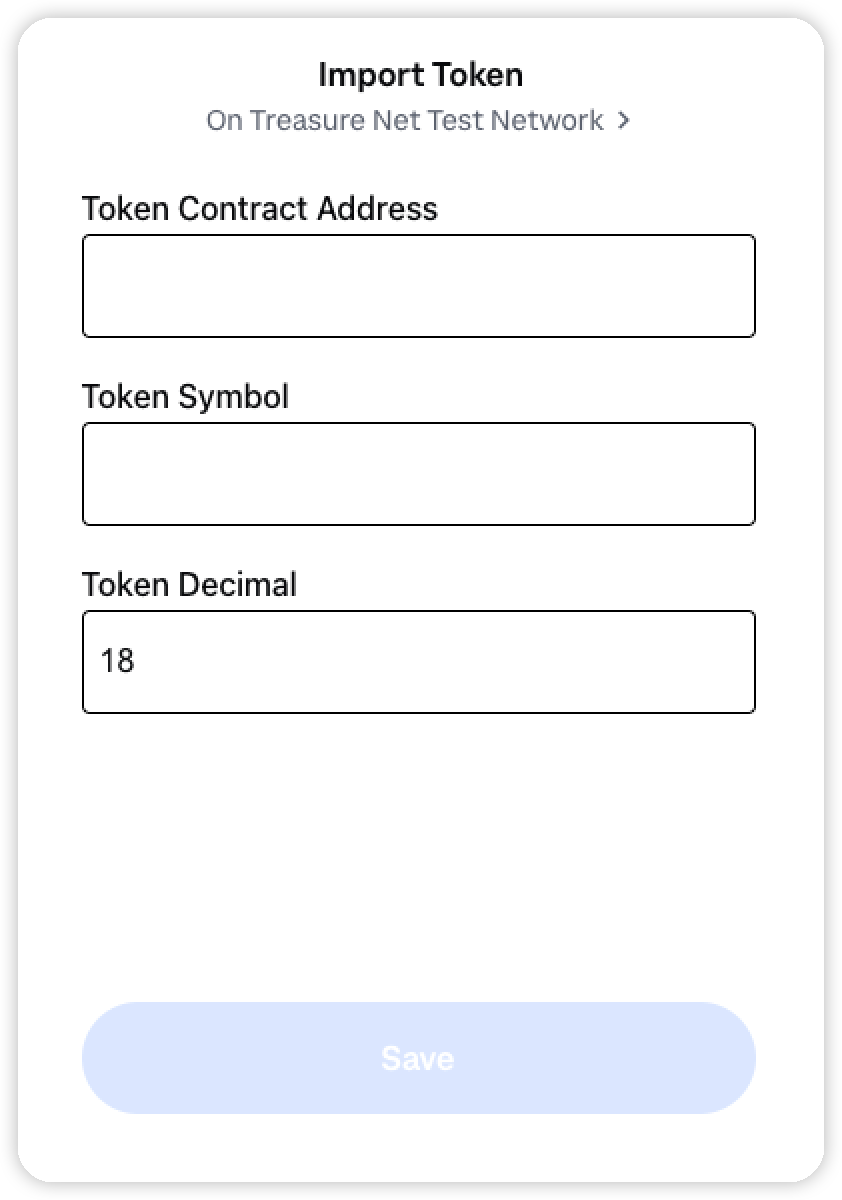 Import Token
On Treasure Net Test Network >
Token Contract Address
Token Symbol
Token Decimal
18
Save